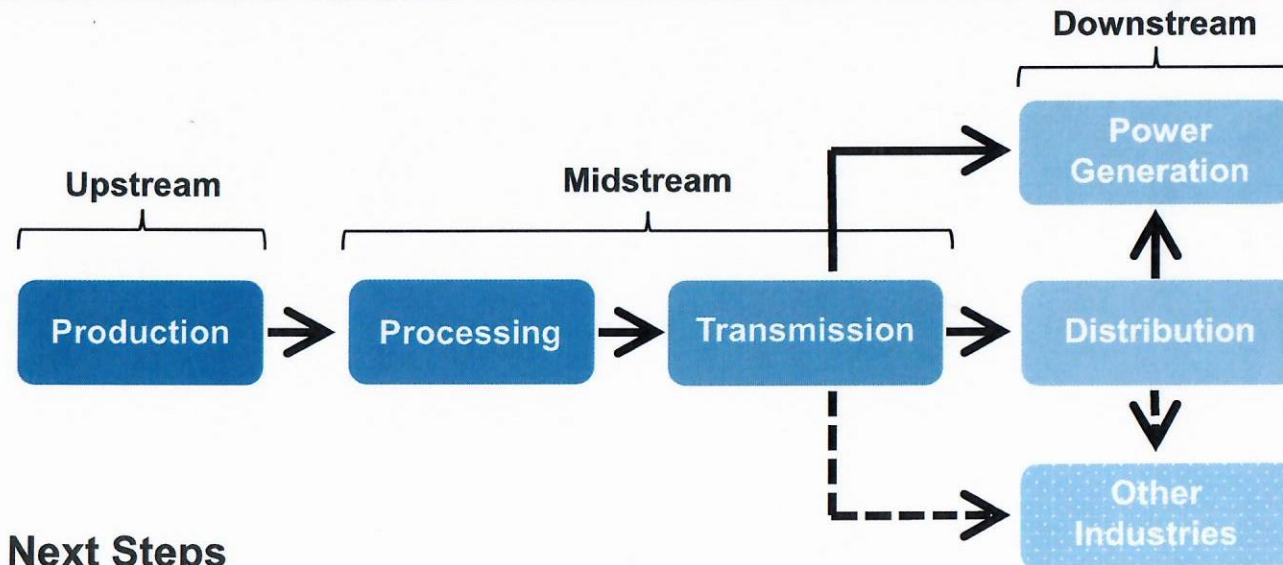 Downstream
Power
Generation
Upstream
Midstream
Production
Processing
Transmission
Distribution
Other
Industries
Next Steps